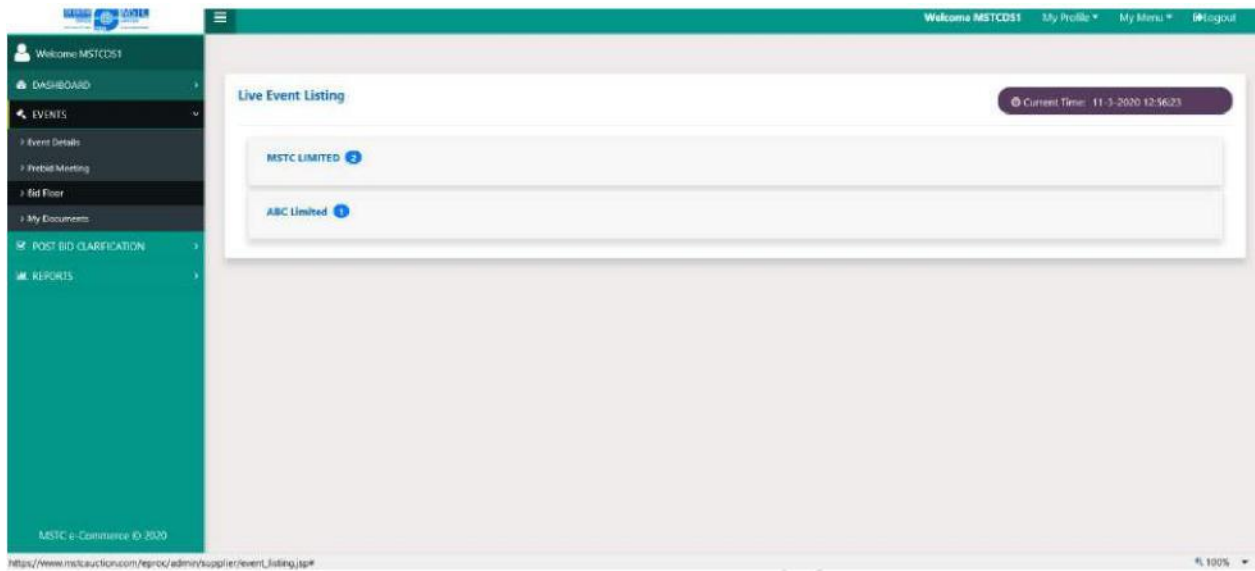 Welcome MSTCDS1 My Profile My Menu Logout
Welcome MSTCDS1
DASHBOARD
EVENTS
Event Details
Prebid Meeting
Bid Floor
My Documents
POST BID CLARIFICATION
REPORTS
Live Event Listing
Current Time: 11-3-2020 12:56:23
MSTC LIMITED 2
ABC Limited 1
MSTC e-Commerce © 2020
https://www.mstcauction.com/eproc/admin/supplier/event_listing.jsp#
100%